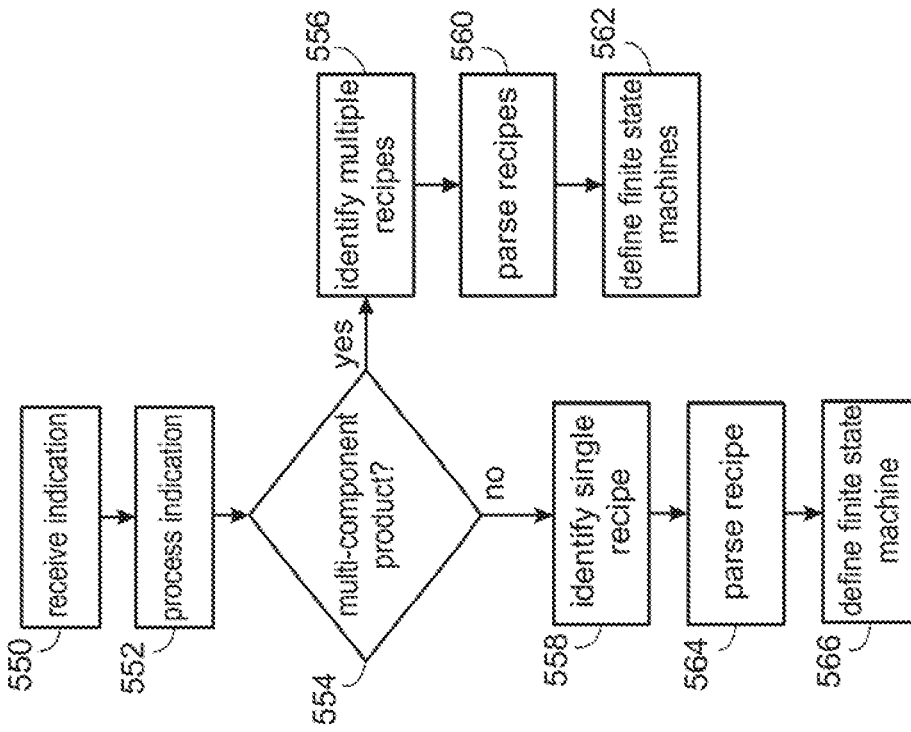 550
receive indication
552
process indication
554
multi-component
product?
yes
556
identify multiple
recipes
560
parse recipes
562
define finite state
machines
no
558
identify single
recipe
564
parse recipe
566
define finite state
machine